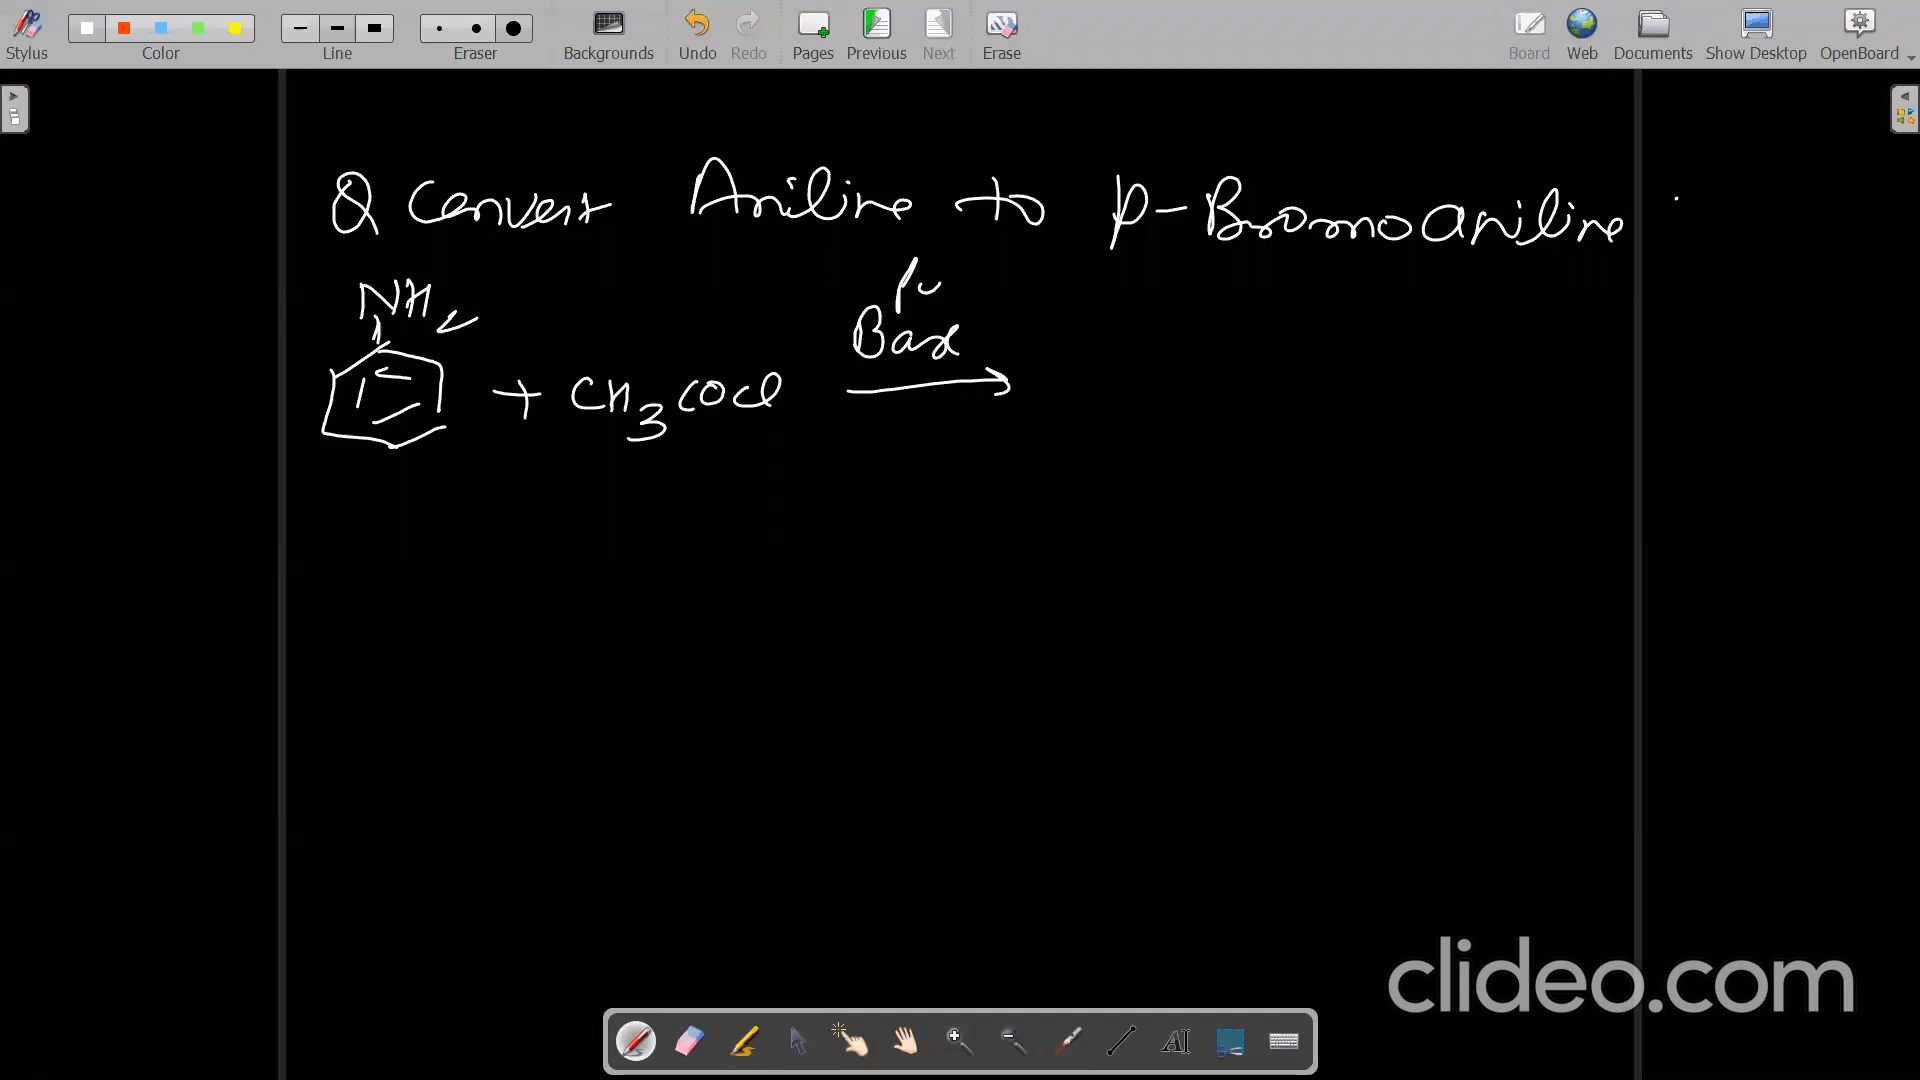 Stylus Color Line Eraser Backgrounds Undo Redo Pages Previous Next Erase Board Web Documents Show Desktop OpenBoard
Q Convert Aniline to p-Bromoaniline
NH2
Base
+ CH3COCl
clideo.com